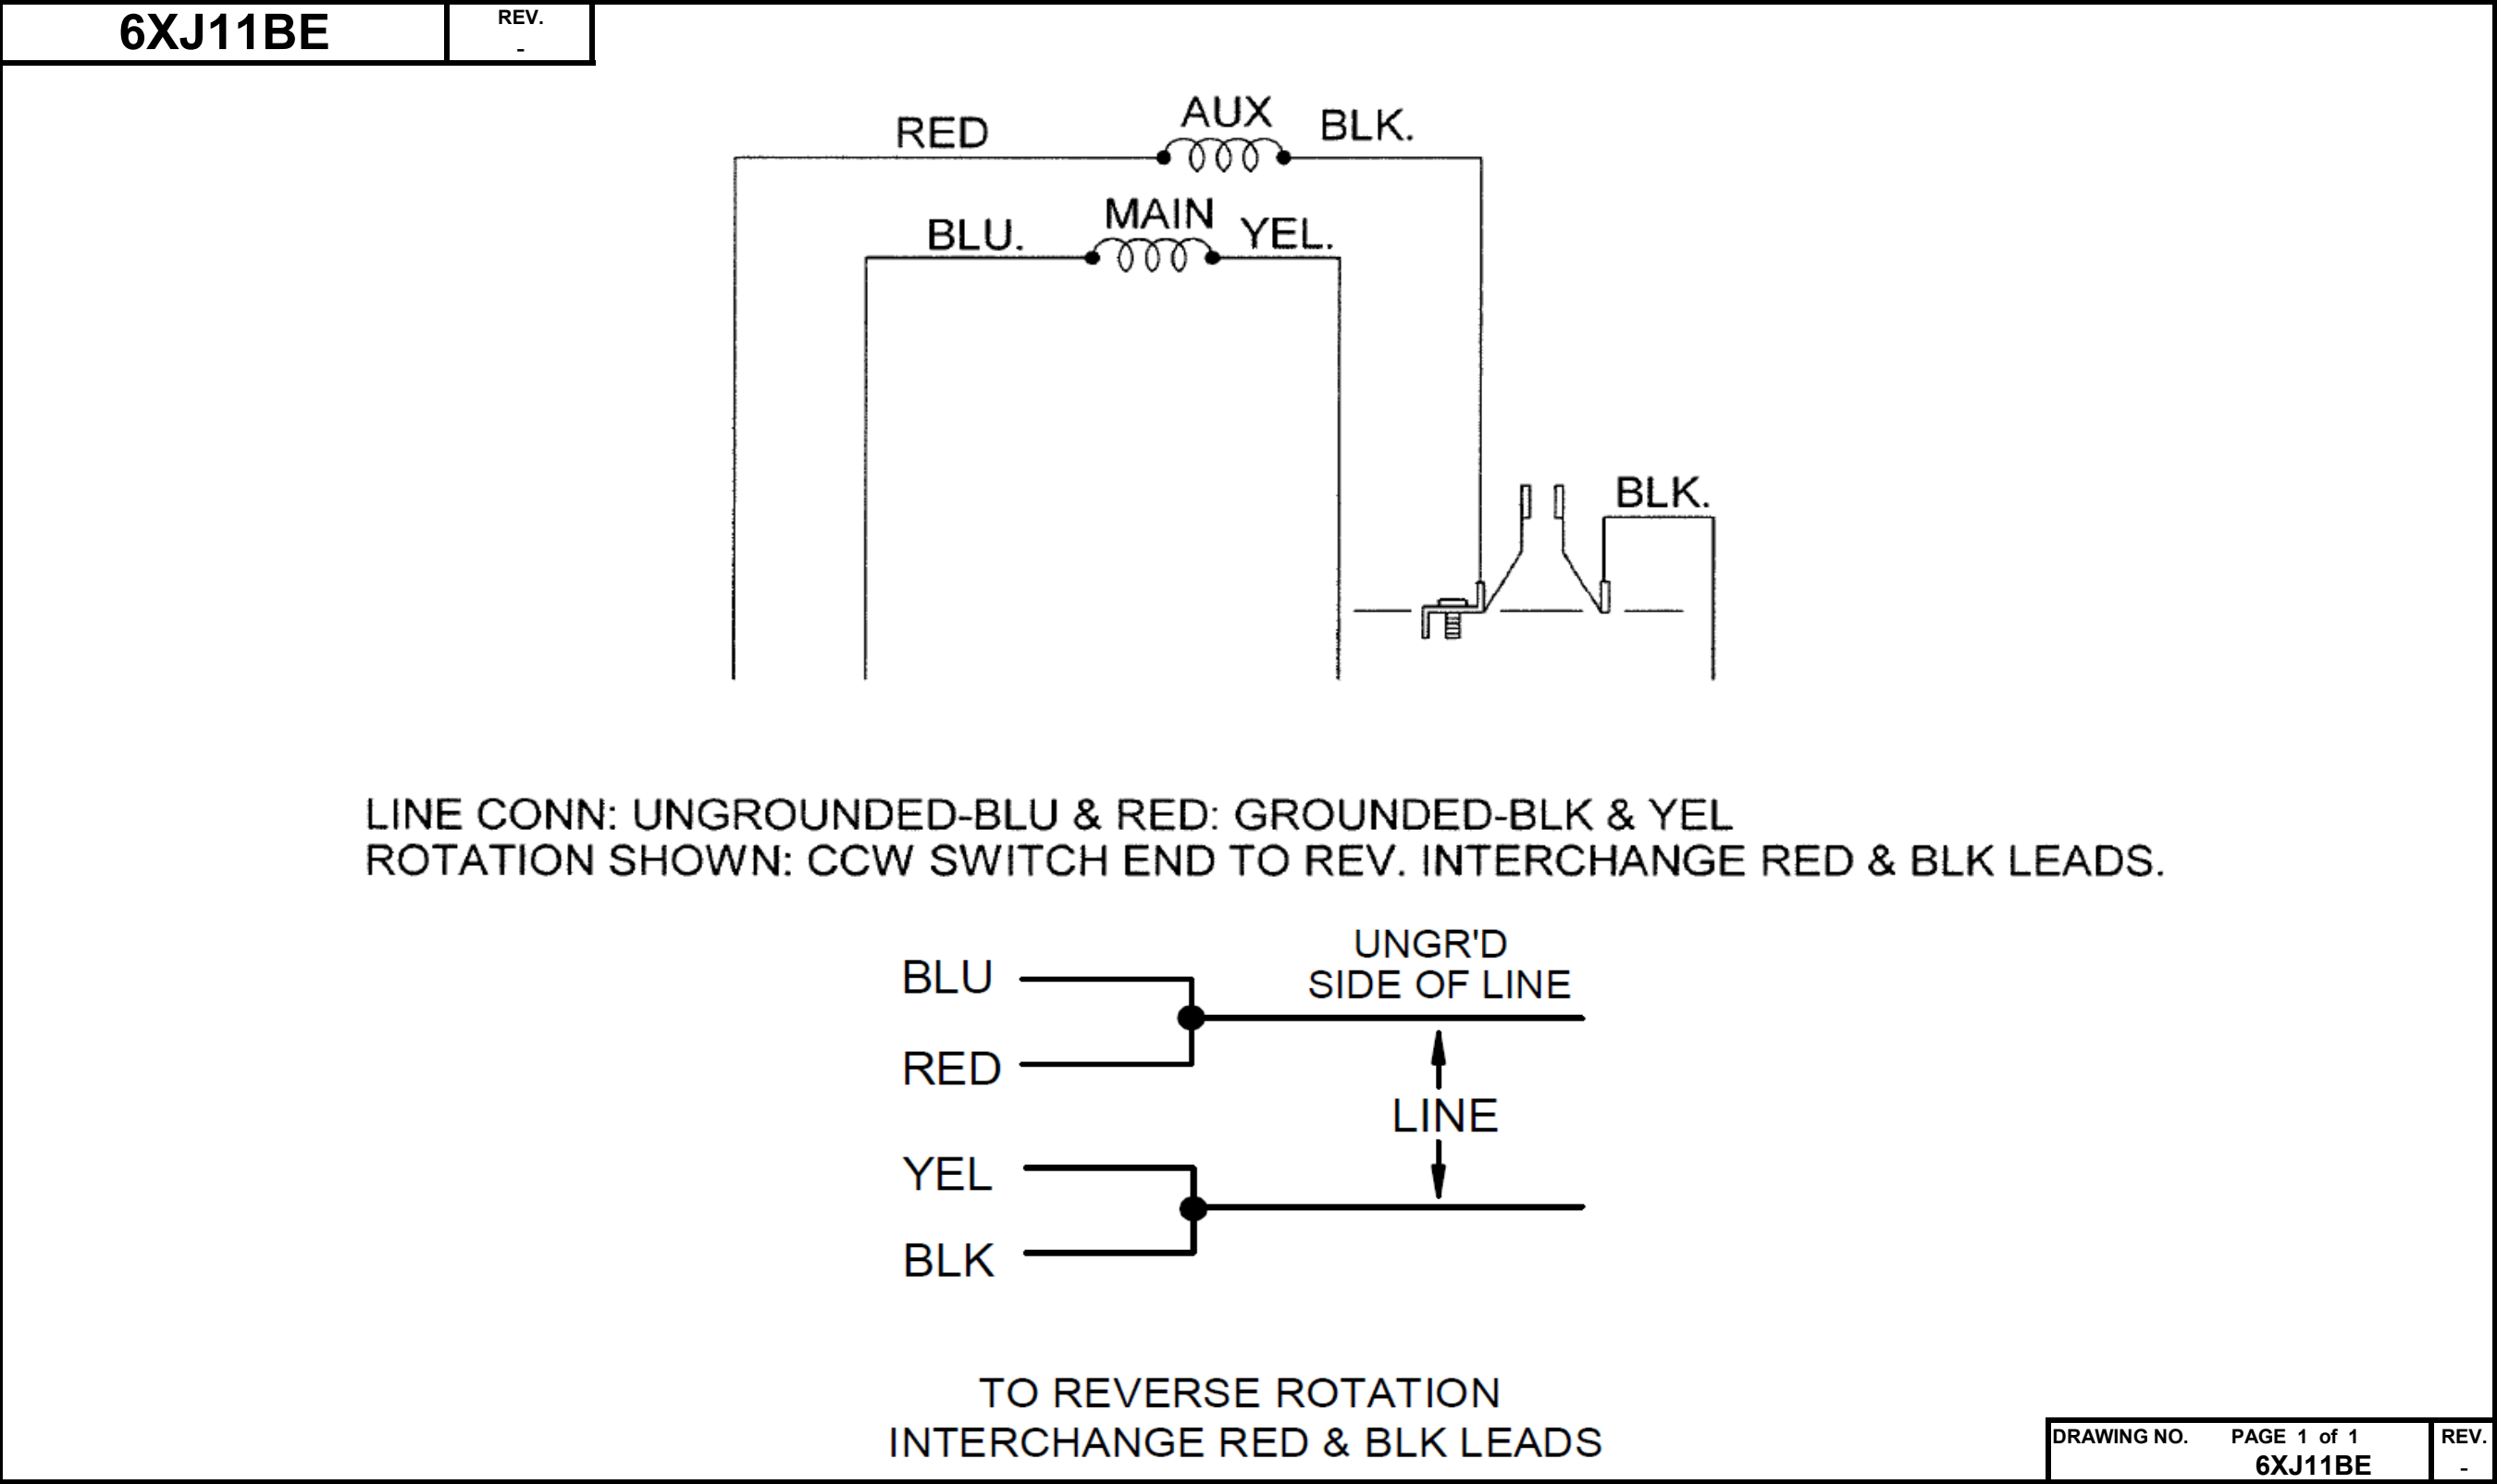 6XJ11BE
REV.
-
AUX
RED
BLK.
MAIN
BLU.
YEL.
BLK.
LINE CONN: UNGROUNDED-BLU & RED: GROUNDED-BLK & YEL
ROTATION SHOWN: CCW SWITCH END TO REV. INTERCHANGE RED & BLK LEADS.
UNGR'D
SIDE OF LINE
BLU
RED
LINE
YEL
BLK
TO REVERSE ROTATION
INTERCHANGE RED & BLK LEADS
DRAWING NO. PAGE 1 of 1
6XJ11BE
REV.
-